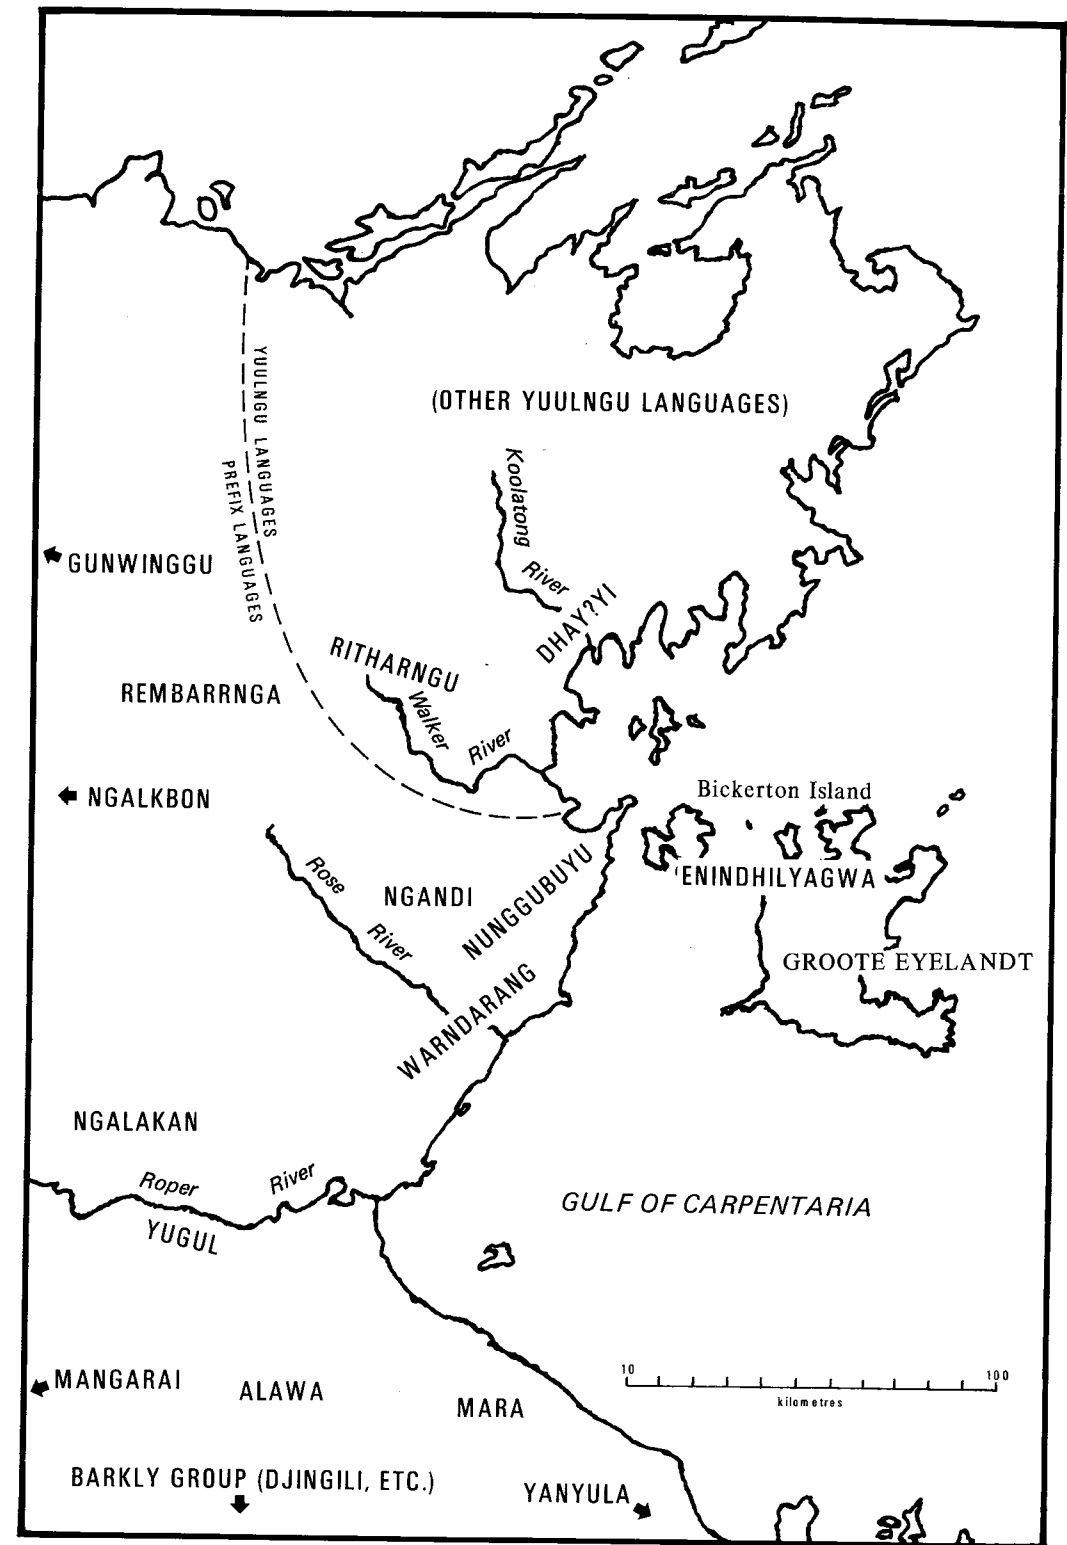 (OTHER YUULNGU LANGUAGES)
YUULNGU LANGUAGES
PREFIX LANGUAGES
Koolatong
River
GUNWINGGU
DHAY?YI
RITHARNGU
REMBARRNGA
Walker
River
NGALKBON
Bickerton Island
Rose
River
NGANDI
NUNGGUBUYU
'ENINDHILYAGWA
GROOTE EYELANDT
WARNDARANG
NGALAKAN
Roper
River
YUGUL
GULF OF CARPENTARIA
10
100
kilometres
MANGARAI
ALAWA
MARA
BARKLY GROUP (DJINGILI, ETC.)
YANYULA